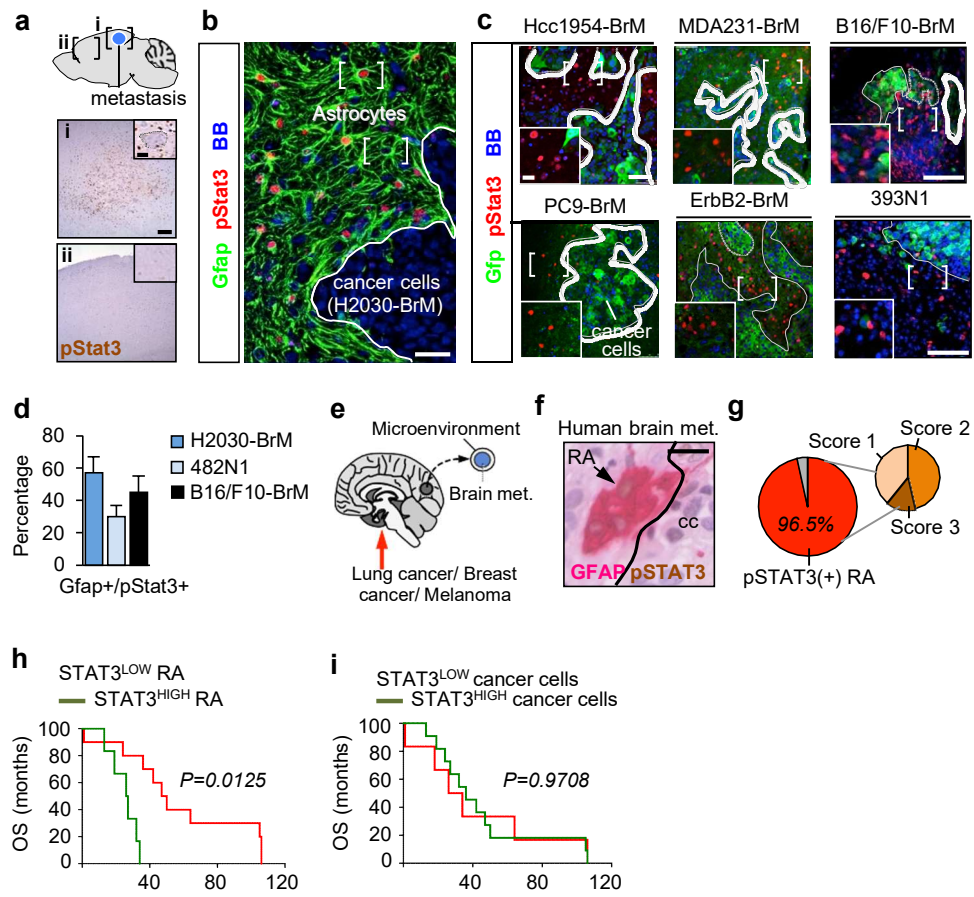 a
i
ii
metastasis
i
ii
pStat3
b
Gfap pStat3 BB
Astrocytes
cancer cells
(H2030-BrM)
c
Gfp pStat3 BB
Hcc1954-BrM
MDA231-BrM
B16/F10-BrM
PC9-BrM
ErbB2-BrM
393N1
cancer
cells
d
Percentage
80
60
40
20
0
Gfap+/pStat3+
H2030-BrM
482N1
B16/F10-BrM
e
Microenvironment
Brain met.
Lung cancer/ Breast
cancer/ Melanoma
f
Human brain met.
RA
cc
GFAP pSTAT3
g
Score 1
Score 2
Score 3
96.5%
pSTAT3(+) RA
h
STAT3LOW RA
STAT3HIGH RA
OS (months)
100
80
60
40
20
0
40
80
120
P=0.0125
i
STAT3LOW cancer cells
STAT3HIGH cancer cells
OS (months)
100
80
60
40
20
0
40
80
120
P=0.9708